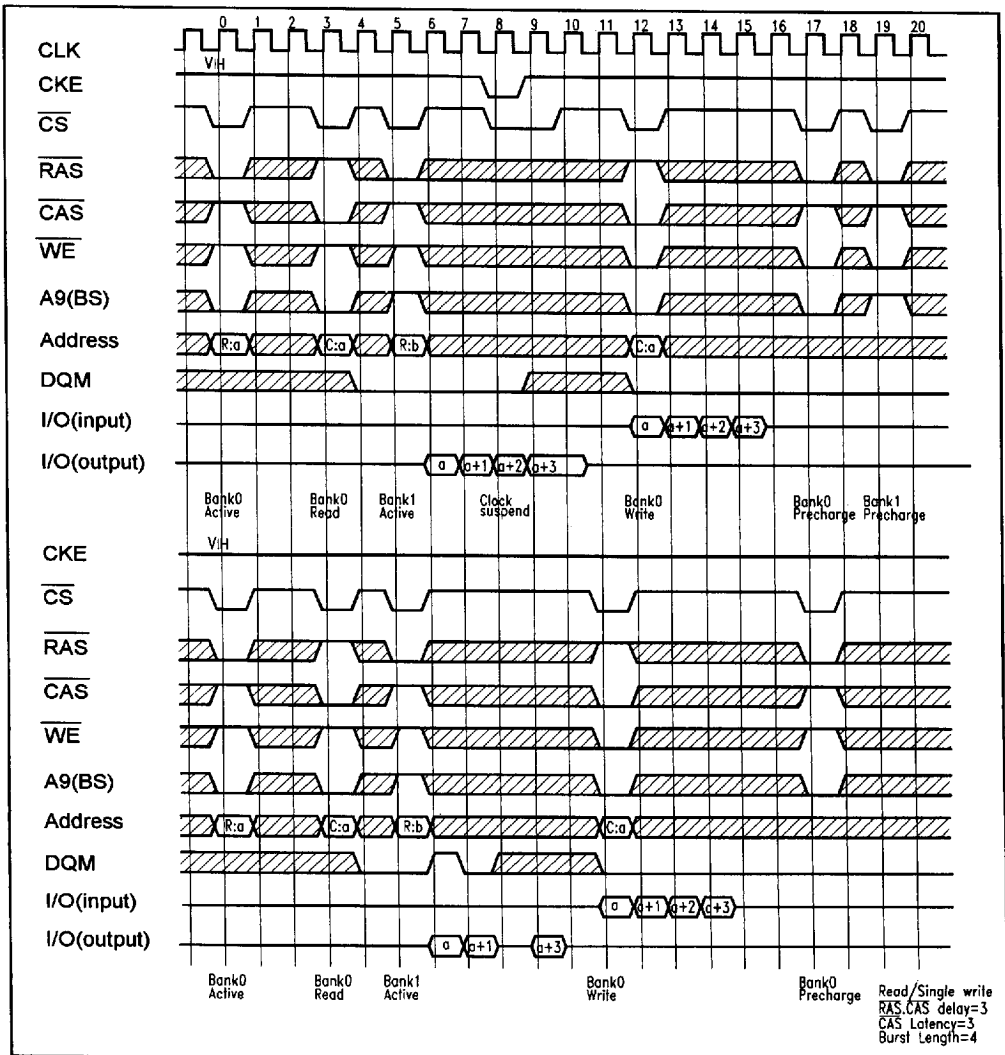 0 1 2 3 4 5 6 7 8 9 10 11 12 13 14 15 16 17 18 19 20
CLK
VIH
CKE
CS
RAS
CAS
WE
A9(BS)
Address R:a C:a R:b C:a
DQM
I/O(input) a a+1 a+2 a+3
I/O(output) a a+1 a+2 a+3
Bank0 Bank0 Bank1 Clock Bank0 Bank0 Bank1
Active Read Active suspend Write Precharge Precharge
VIH
CKE
CS
RAS
CAS
WE
A9(BS)
Address R:a C:a R:b C:a
DQM
I/O(input) a a+1 a+2 a+3
I/O(output) a a+1 a+3
Bank0 Bank0 Bank1 Bank0 Bank0
Active Read Active Write Precharge
Read/Single write
RAS.CAS delay=3
CAS Latency=3
Burst Length=4